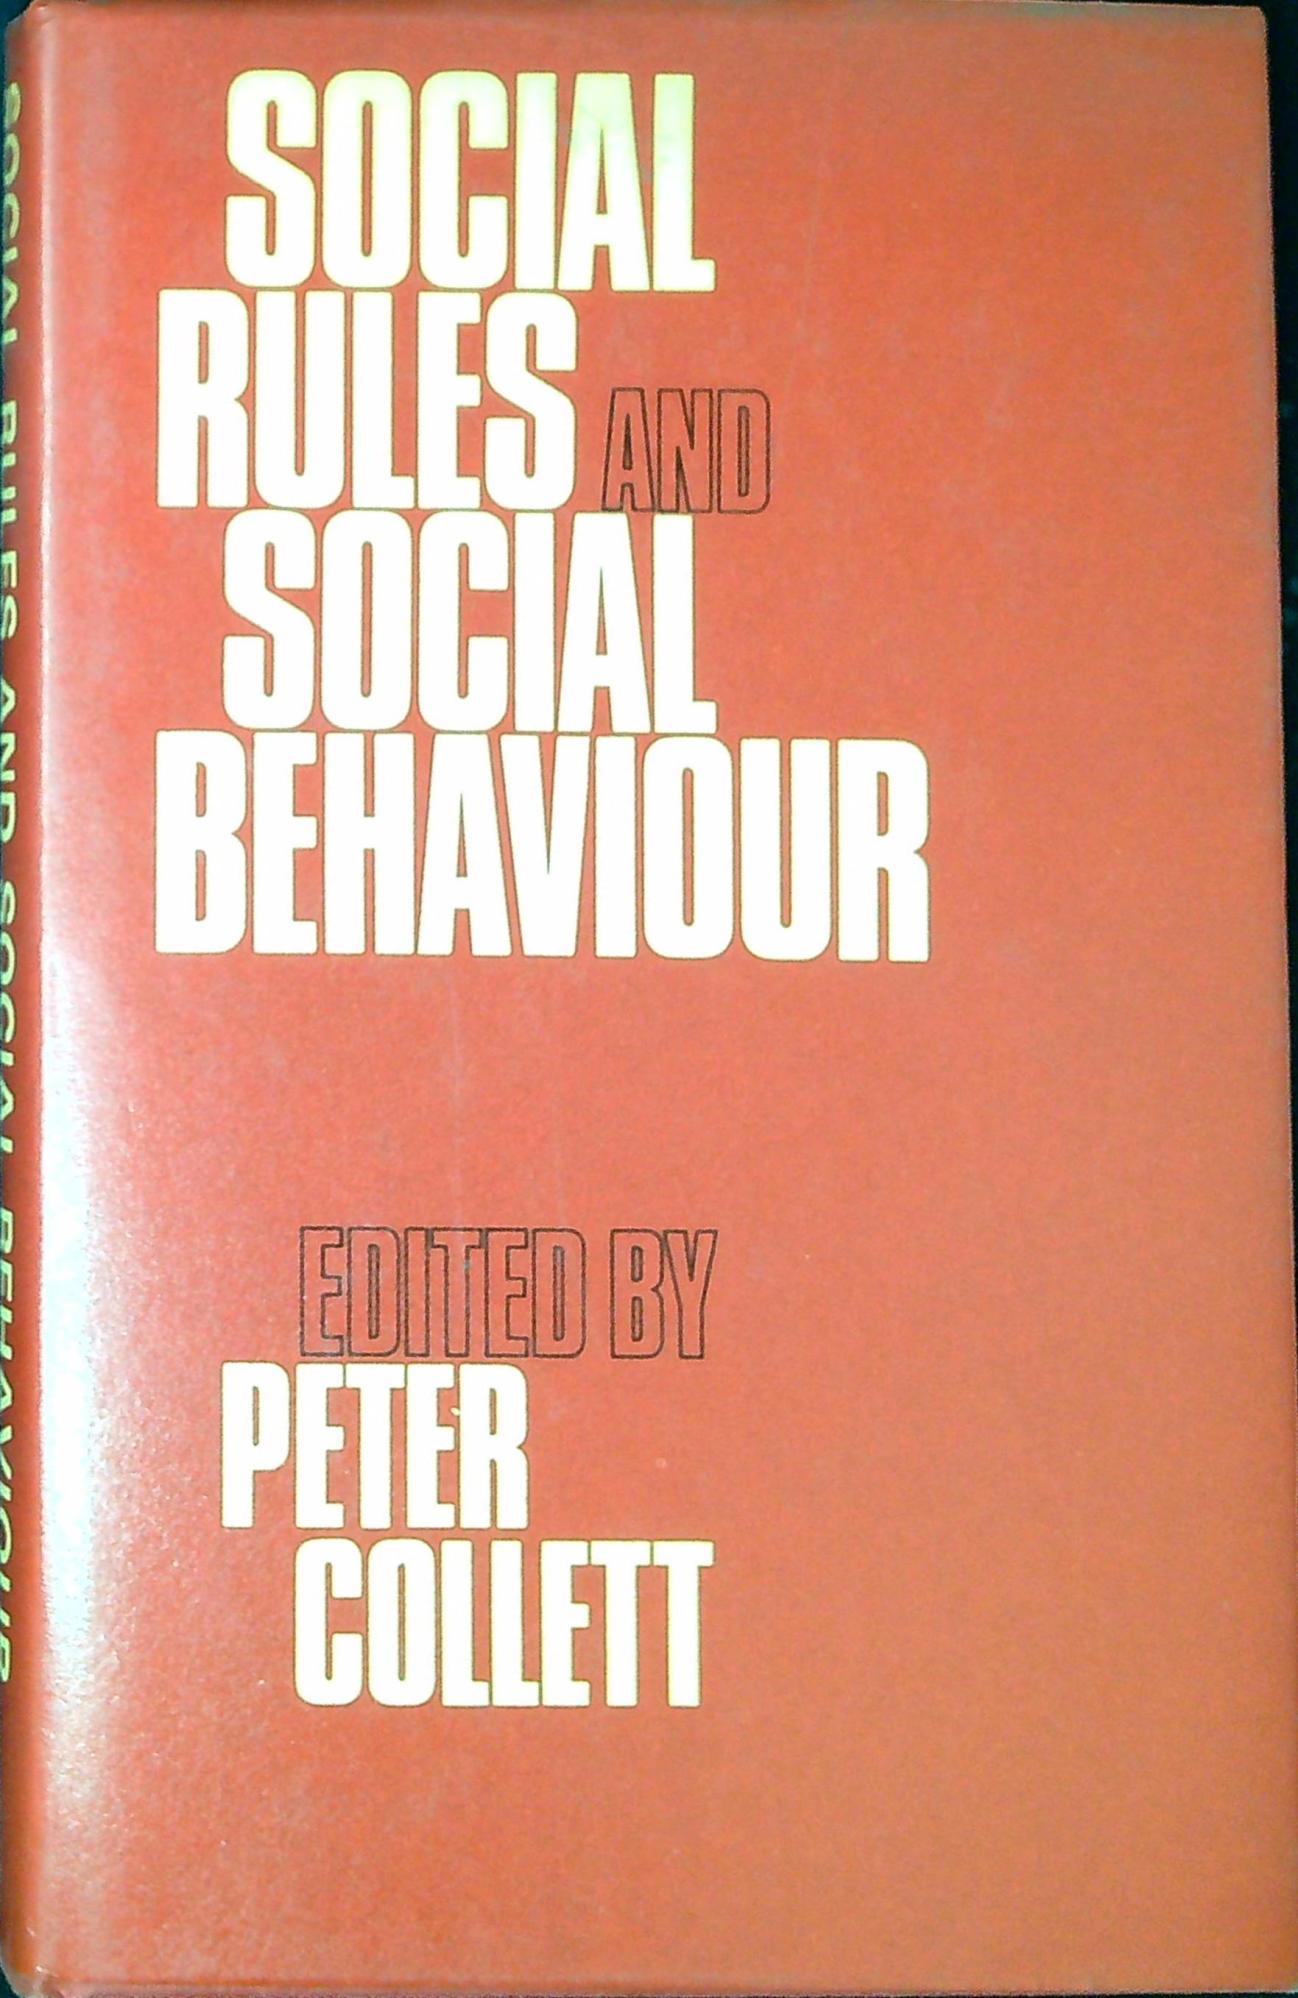 SOCIAL
RULES AND
SOCIAL
BEHAVIOUR
EDITED BY
PETER
COLLETT
SOCIAL RULES AND SOCIAL BEHAVIOUR